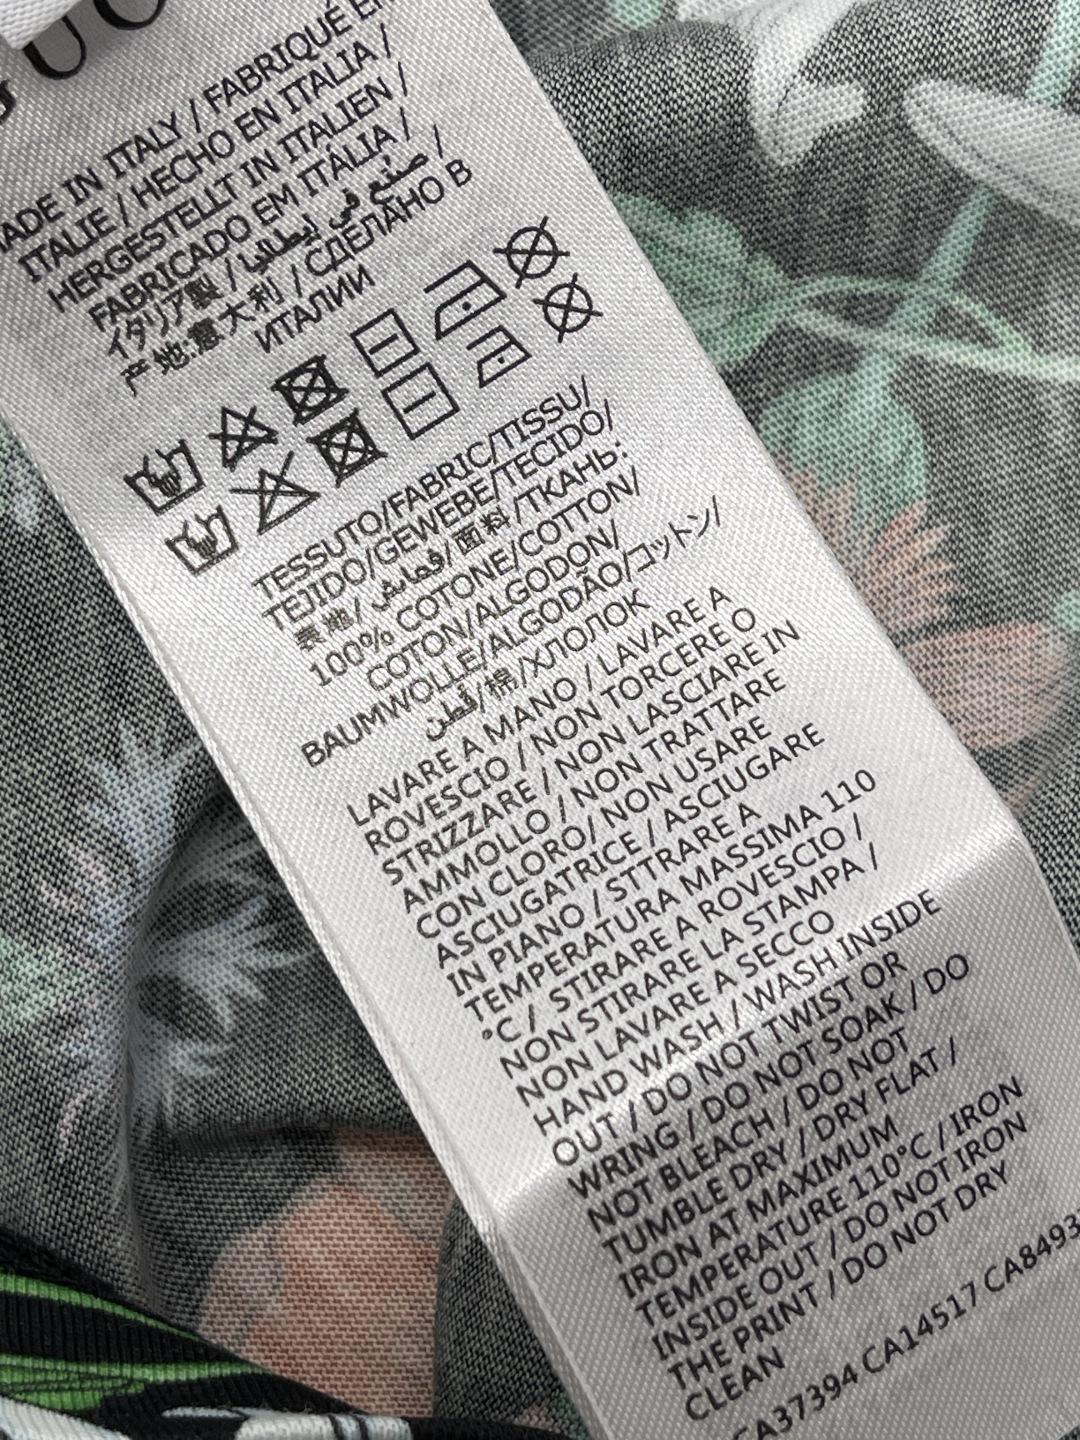 MADE IN ITALY / FABRIQUÉ EN
ITALIE / HECHO EN ITALIA /
HERGESTELLT IN ITALIEN /
FABRICADO EM ITÁLIA /
イタリア製 / صنع في إيطاليا /
产地:意大利 / СДЕЛАНО В
ИТАЛИИ
TESSUTO/FABRIC/TISSU/
TEJIDO/GEWEBE/TECIDO/
表地/ قماش/面料/ТКАНЬ:
100% COTONE/COTTON/
COTON/ALGODON/
BAUMWOLLE/ALGODÃO/コットン/
قطن/棉/ХЛОПОК
LAVARE A MANO / LAVARE A
ROVESCIO / NON TORCERE O
STRIZZARE / NON LASCIARE IN
AMMOLLO / NON TRATTARE
CON CLORO/ NON USARE
ASCIUGATRICE / ASCIUGARE
IN PIANO / STTRARE A
TEMPERATURA MASSIMA 110
°C / STIRARE A ROVESCIO /
NON STIRARE LA STAMPA /
NON LAVARE A SECCO
HAND WASH / WASH INSIDE
OUT / DO NOT TWIST OR
WRING / DO NOT SOAK / DO
NOT BLEACH / DO NOT
TUMBLE DRY / DRY FLAT /
IRON AT MAXIMUM
TEMPERATURE 110°C / IRON
INSIDE OUT / DO NOT IRON
THE PRINT / DO NOT DRY
CLEAN
CA37394 CA14517 CA8493